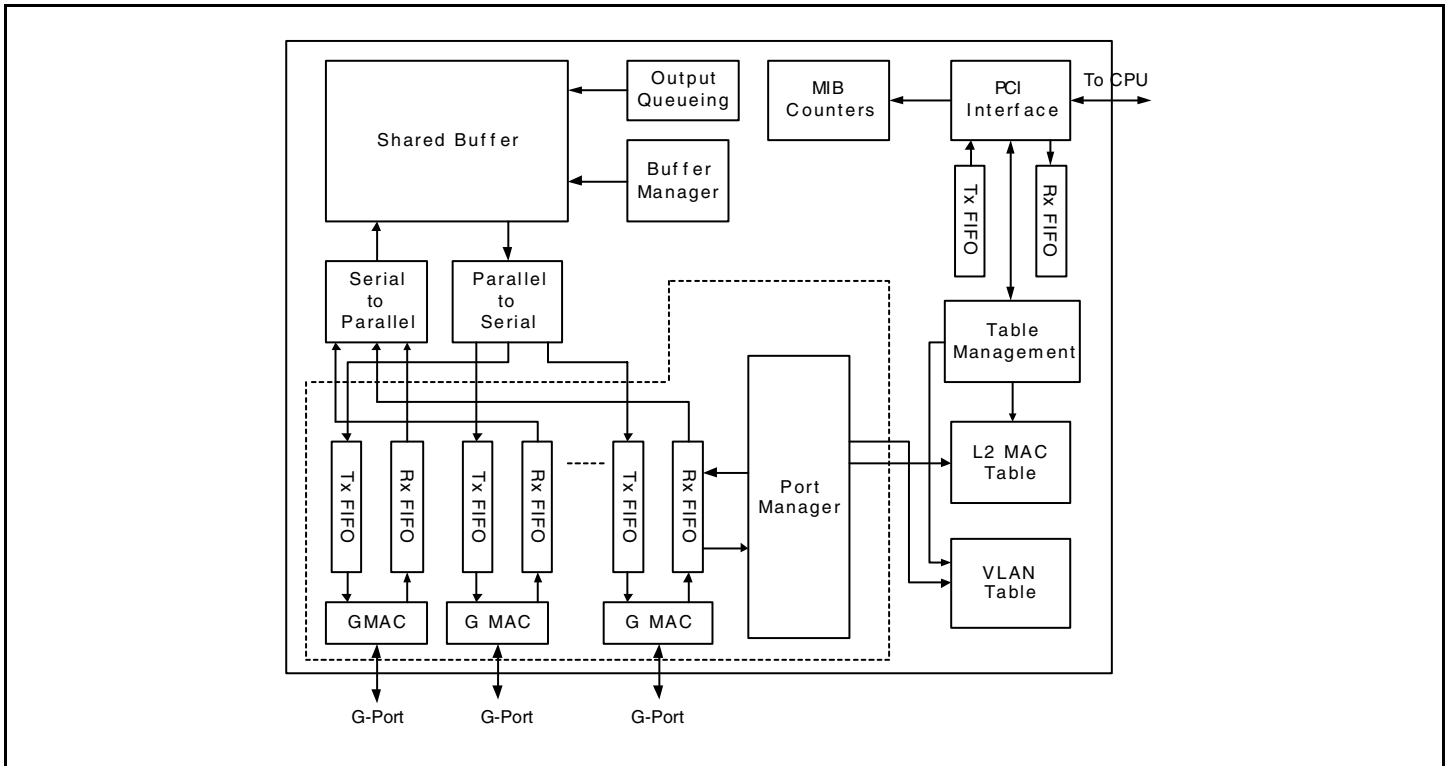 Output
Queueing
MIB
Counters
PCI
Interface
To CPU
Shared Buffer
Buffer
Manager
Tx FIFO
Rx FIFO
Serial
to
Parallel
Parallel
to
Serial
Table
Management
L2 MAC
Table
Tx FIFO
Rx FIFO
Tx FIFO
Rx FIFO
Tx FIFO
Rx FIFO
Port
Manager
VLAN
Table
GMAC
G MAC
G MAC
G-Port
G-Port
G-Port